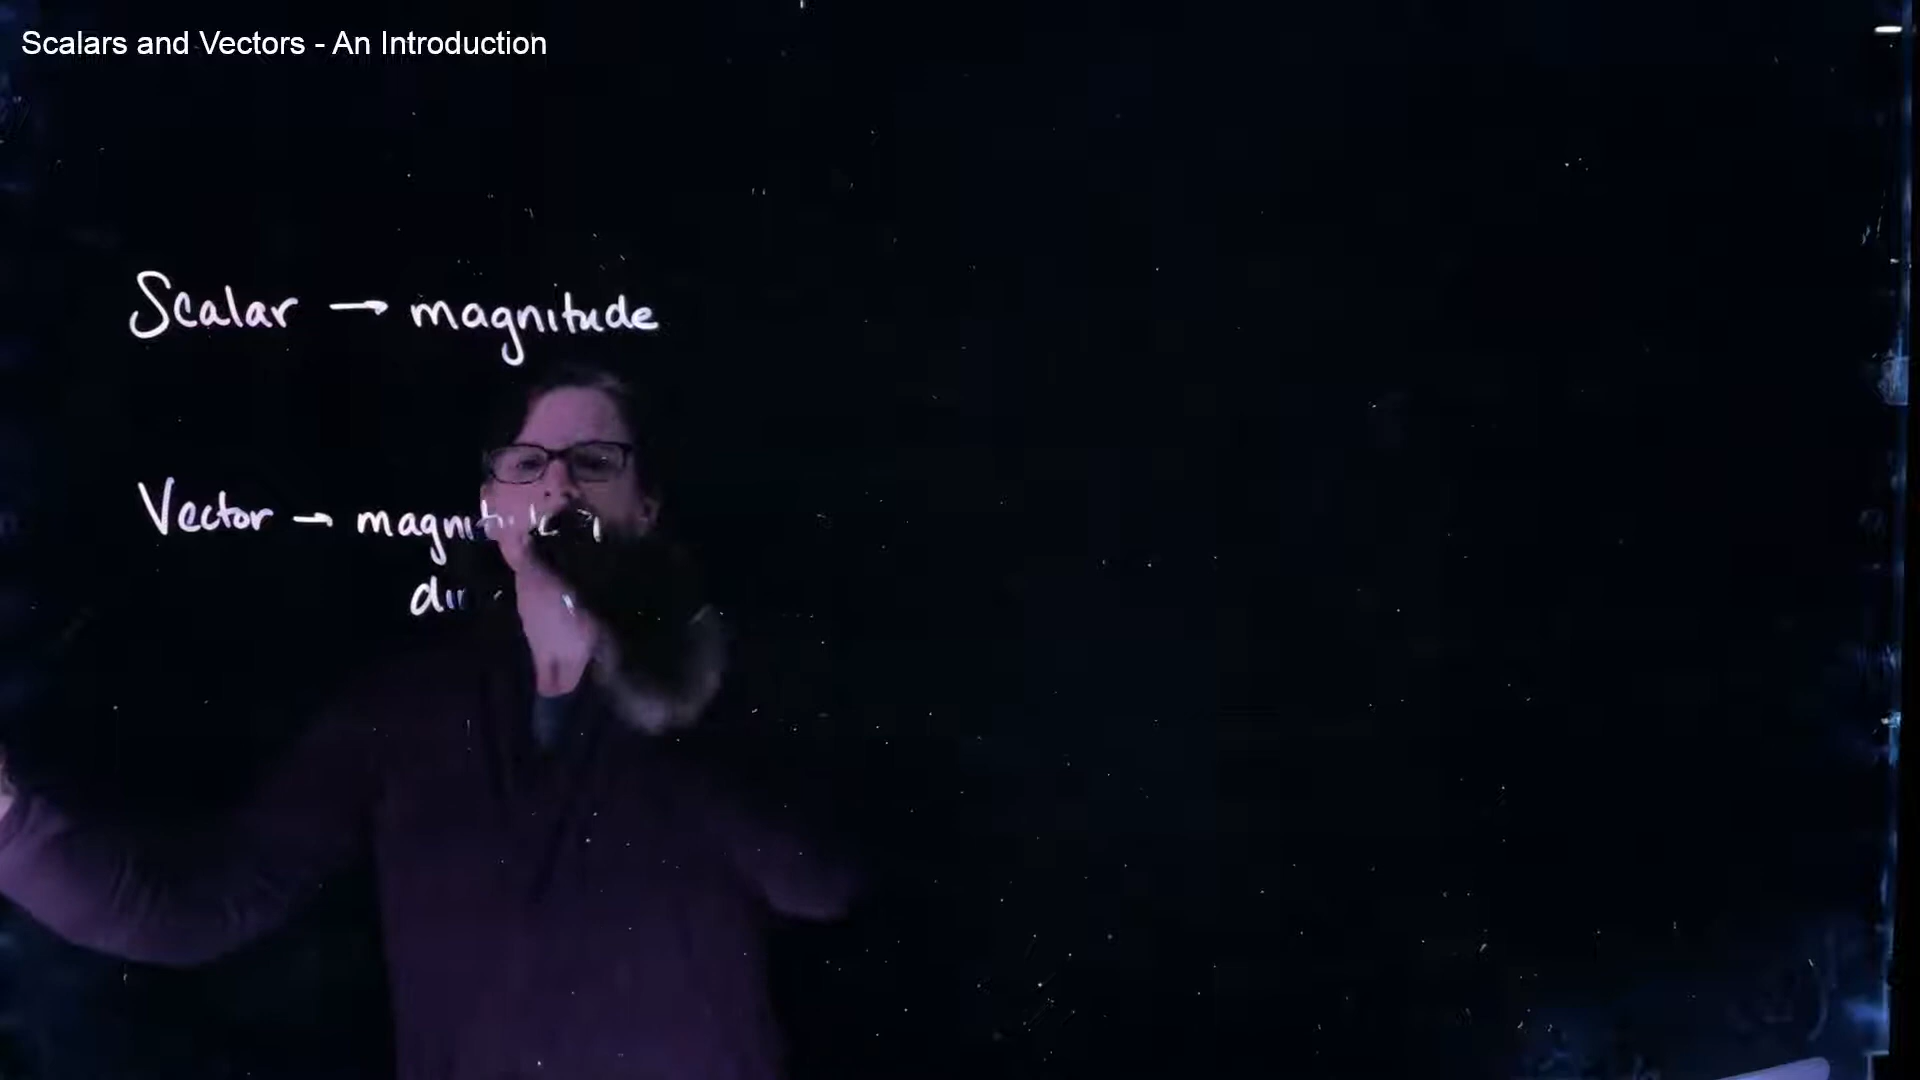 Scalars and Vectors - An Introduction
Scalar → magnitude
Vector →